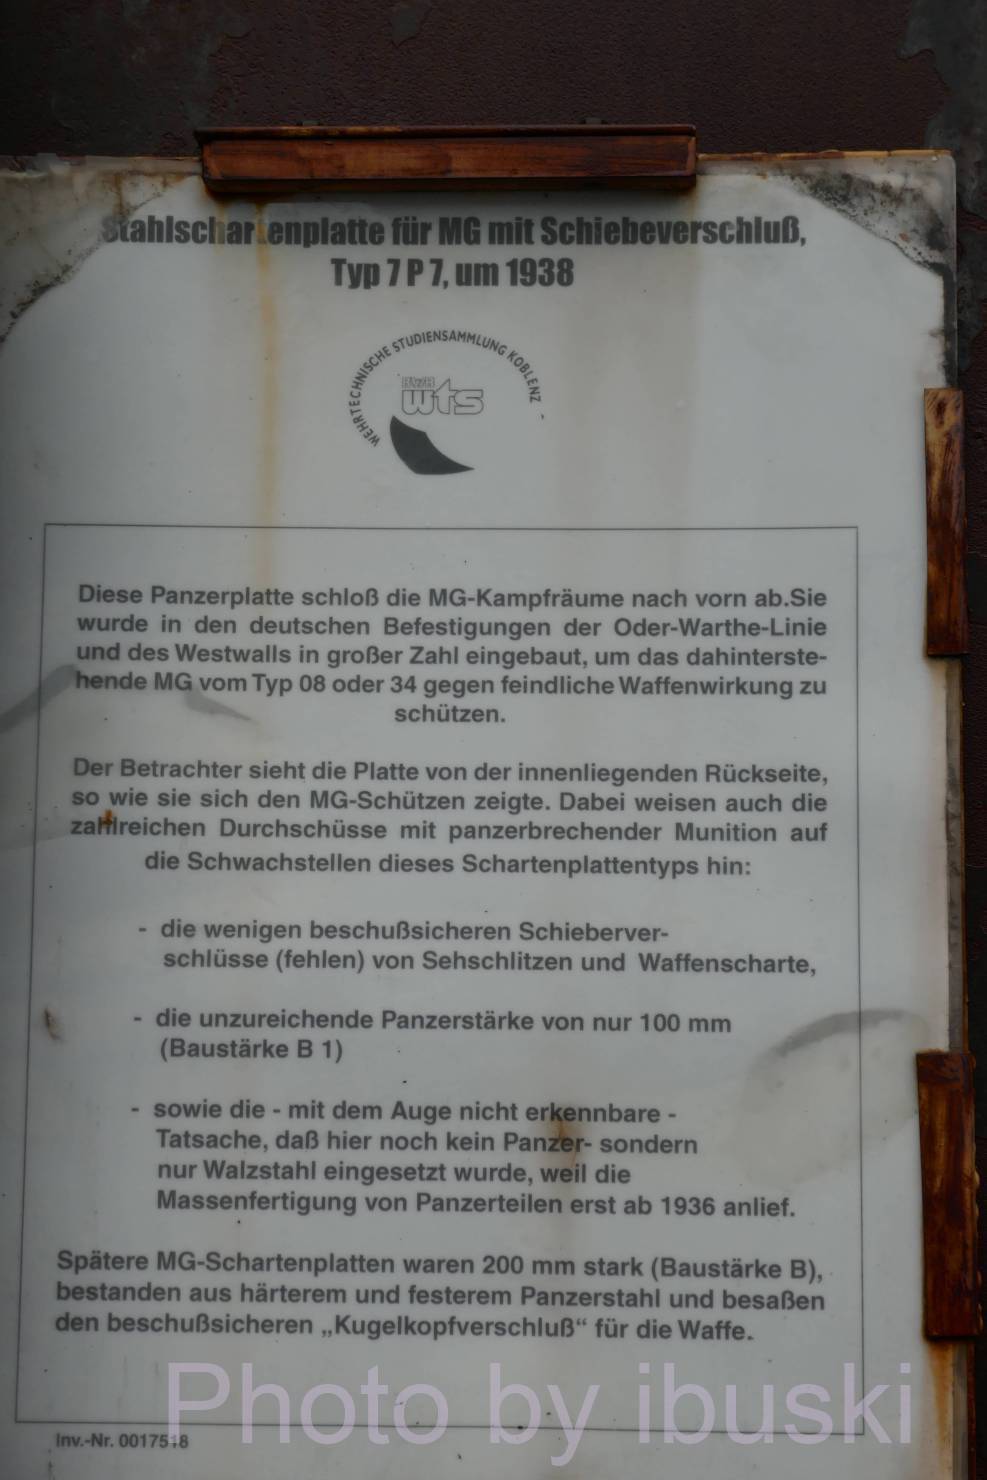 Stahlschartenplatte für MG mit Schiebeverschluß,
Typ 7 P 7, um 1938
WEHRTECHNISCHE STUDIENSAMMLUNG KOBLENZ
BWB
WTS
Diese Panzerplatte schloß die MG-Kampfräume nach vorn ab.Sie
wurde in den deutschen Befestigungen der Oder-Warthe-Linie
und des Westwalls in großer Zahl eingebaut, um das dahinterste-
hende MG vom Typ 08 oder 34 gegen feindliche Waffenwirkung zu
schützen.
Der Betrachter sieht die Platte von der innenliegenden Rückseite,
so wie sie sich den MG-Schützen zeigte. Dabei weisen auch die
zahlreichen Durchschüsse mit panzerbrechender Munition auf
die Schwachstellen dieses Schartenplattentyps hin:
- die wenigen beschußsicheren Schieberver-
schlüsse (fehlen) von Sehschlitzen und Waffenscharte,
- die unzureichende Panzerstärke von nur 100 mm
(Baustärke B 1)
- sowie die - mit dem Auge nicht erkennbare -
Tatsache, daß hier noch kein Panzer- sondern
nur Walzstahl eingesetzt wurde, weil die
Massenfertigung von Panzerteilen erst ab 1936 anlief.
Spätere MG-Schartenplatten waren 200 mm stark (Baustärke B),
bestanden aus härterem und festerem Panzerstahl und besaßen
den beschußsicheren „Kugelkopfverschluß“ für die Waffe.
Photo by ibuski
Inv.-Nr. 0017518